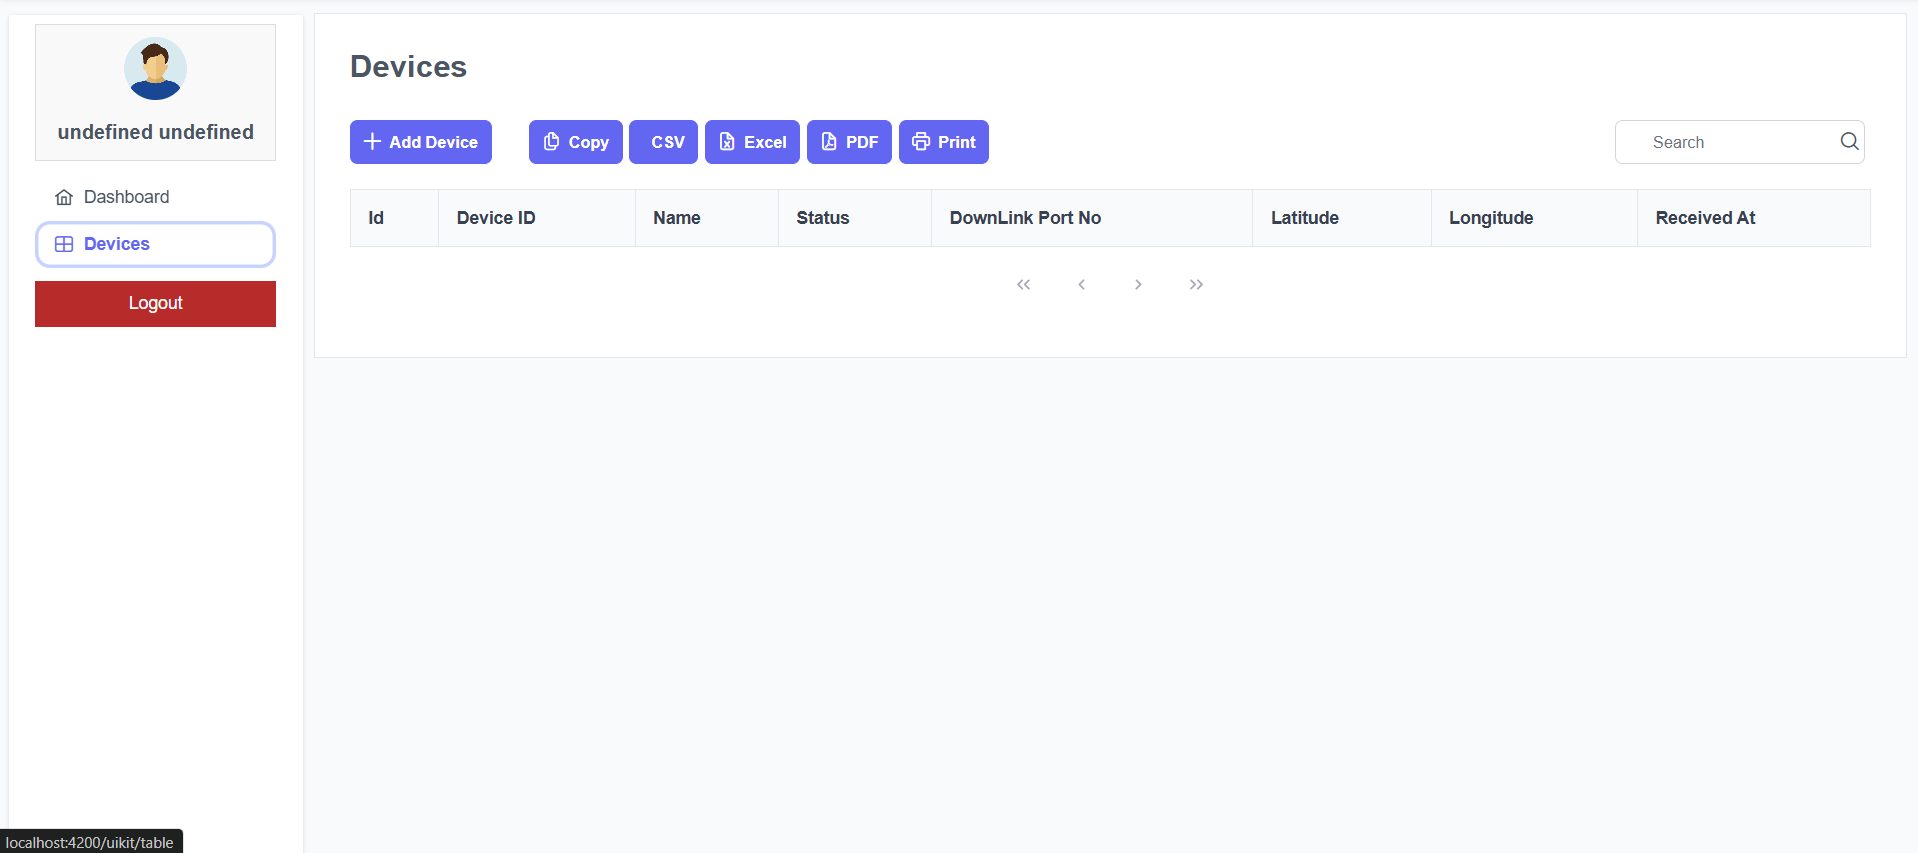 undefined undefined
Dashboard
Devices
Logout
Devices
Add Device Copy CSV Excel PDF Print Search
Id Device ID Name Status DownLink Port No Latitude Longitude Received At
localhost:4200/uikit/table